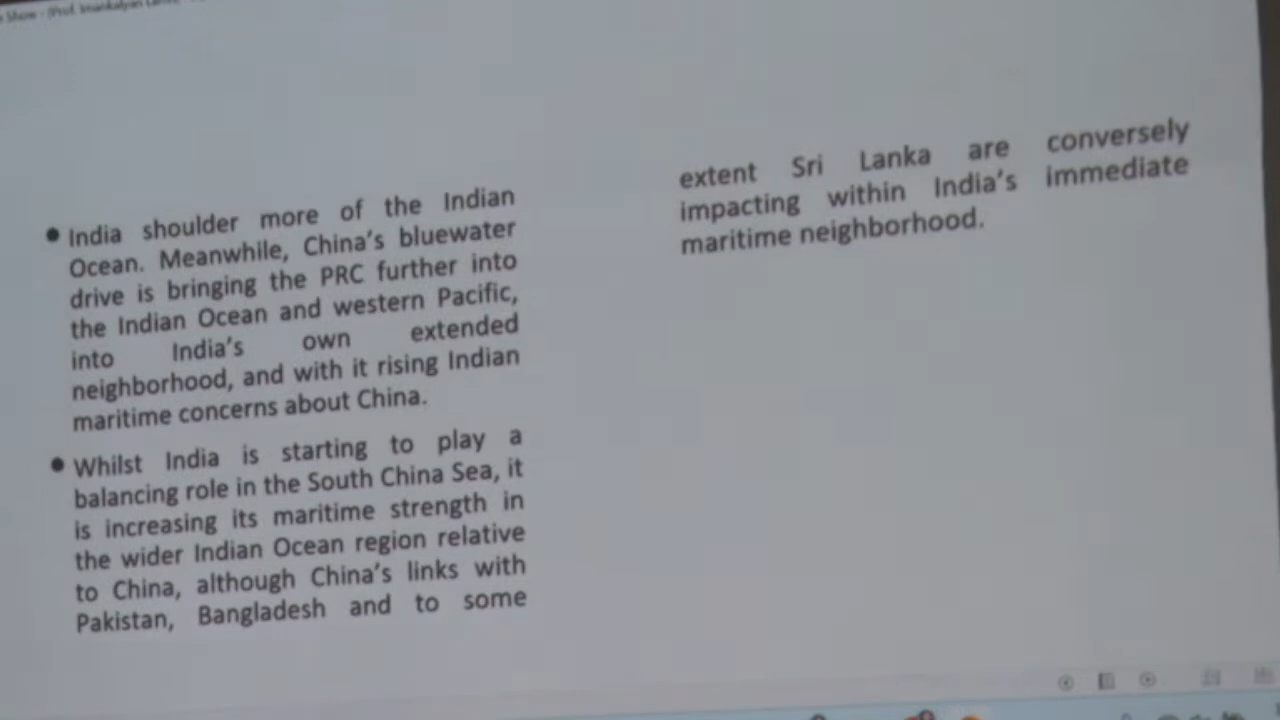 Show - [Prof.
• India shoulder more of the Indian
Ocean. Meanwhile, China's bluewater
drive is bringing the PRC further into
the Indian Ocean and western Pacific,
into India's own extended
neighborhood, and with it rising Indian
maritime concerns about China.
• Whilst India is starting to play a
balancing role in the South China Sea, it
is increasing its maritime strength in
the wider Indian Ocean region relative
to China, although China's links with
Pakistan, Bangladesh and to some
extent Sri Lanka are conversely
impacting within India's immediate
maritime neighborhood.